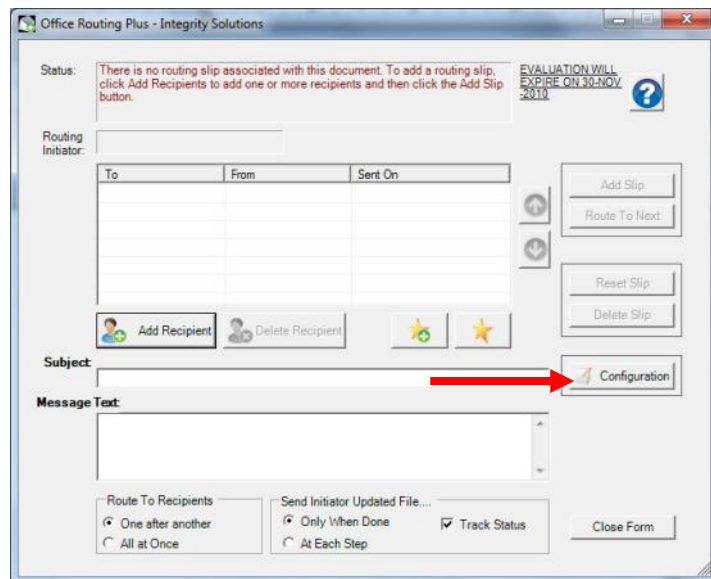 Office Routing Plus - Integrity Solutions
Status:
There is no routing slip associated with this document. To add a routing slip,
click Add Recipients to add one or more recipients and then click the Add Slip
button.
EVALUATION WILL
EXPIRE ON 30-NOV
-2010
Routing
Initiator:
To From Sent On
Add Slip
Route To Next
Reset Slip
Delete Slip
Add Recipient
Delete Recipient
Subject:
Configuration
Message Text:
Route To Recipients
One after another
All at Once
Send Initiator Updated File....
Only When Done
At Each Step
Track Status
Close Form